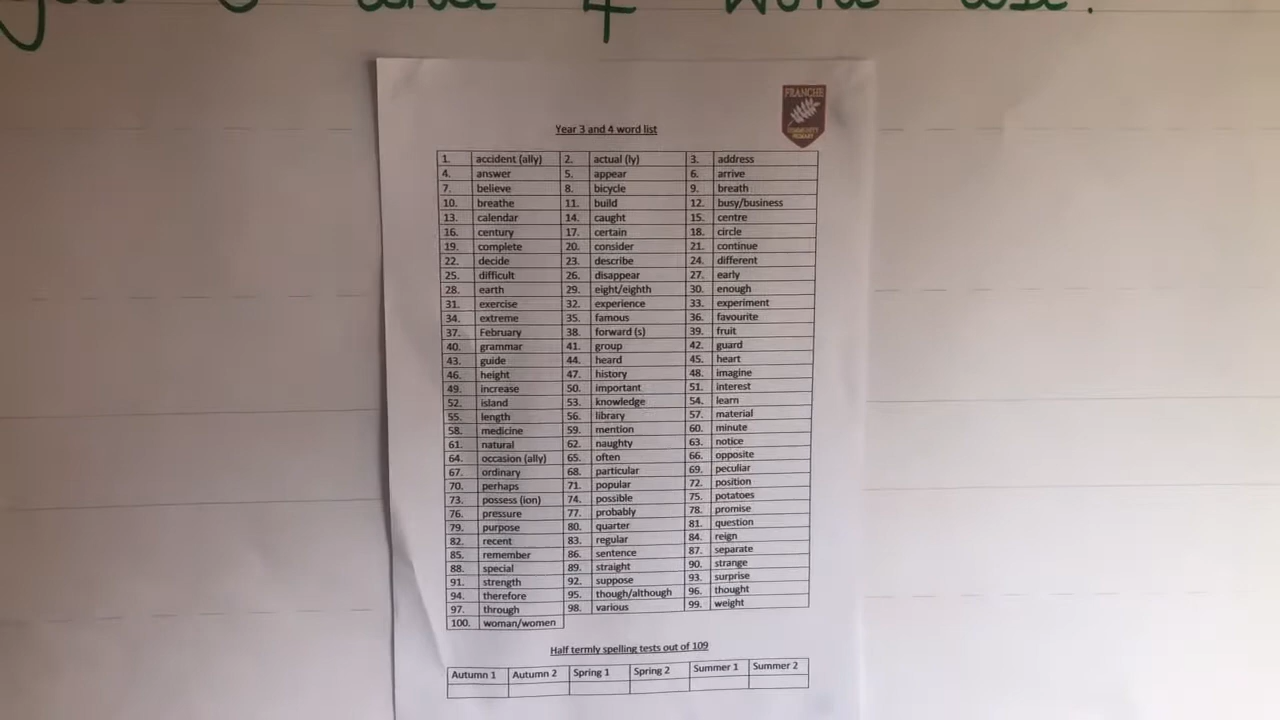 year 3 and 4 word list.
FRANCHE
COMMUNITY
PRIMARY
Year 3 and 4 word list
1. accident (ally) 2. actual (ly) 3. address
4. answer 5. appear 6. arrive
7. believe 8. bicycle 9. breath
10. breathe 11. build 12. busy/business
13. calendar 14. caught 15. centre
16. century 17. certain 18. circle
19. complete 20. consider 21. continue
22. decide 23. describe 24. different
25. difficult 26. disappear 27. early
28. earth 29. eight/eighth 30. enough
31. exercise 32. experience 33. experiment
34. extreme 35. famous 36. favourite
37. February 38. forward (s) 39. fruit
40. grammar 41. group 42. guard
43. guide 44. heard 45. heart
46. height 47. history 48. imagine
49. increase 50. important 51. interest
52. island 53. knowledge 54. learn
55. length 56. library 57. material
58. medicine 59. mention 60. minute
61. natural 62. naughty 63. notice
64. occasion (ally) 65. often 66. opposite
67. ordinary 68. particular 69. peculiar
70. perhaps 71. popular 72. position
73. possess (ion) 74. possible 75. potatoes
76. pressure 77. probably 78. promise
79. purpose 80. quarter 81. question
82. recent 83. regular 84. reign
85. remember 86. sentence 87. separate
88. special 89. straight 90. strange
91. strength 92. suppose 93. surprise
94. therefore 95. though/although 96. thought
97. through 98. various 99. weight
100. woman/women
Half termly spelling tests out of 109
Autumn 1 Autumn 2 Spring 1 Spring 2 Summer 1 Summer 2